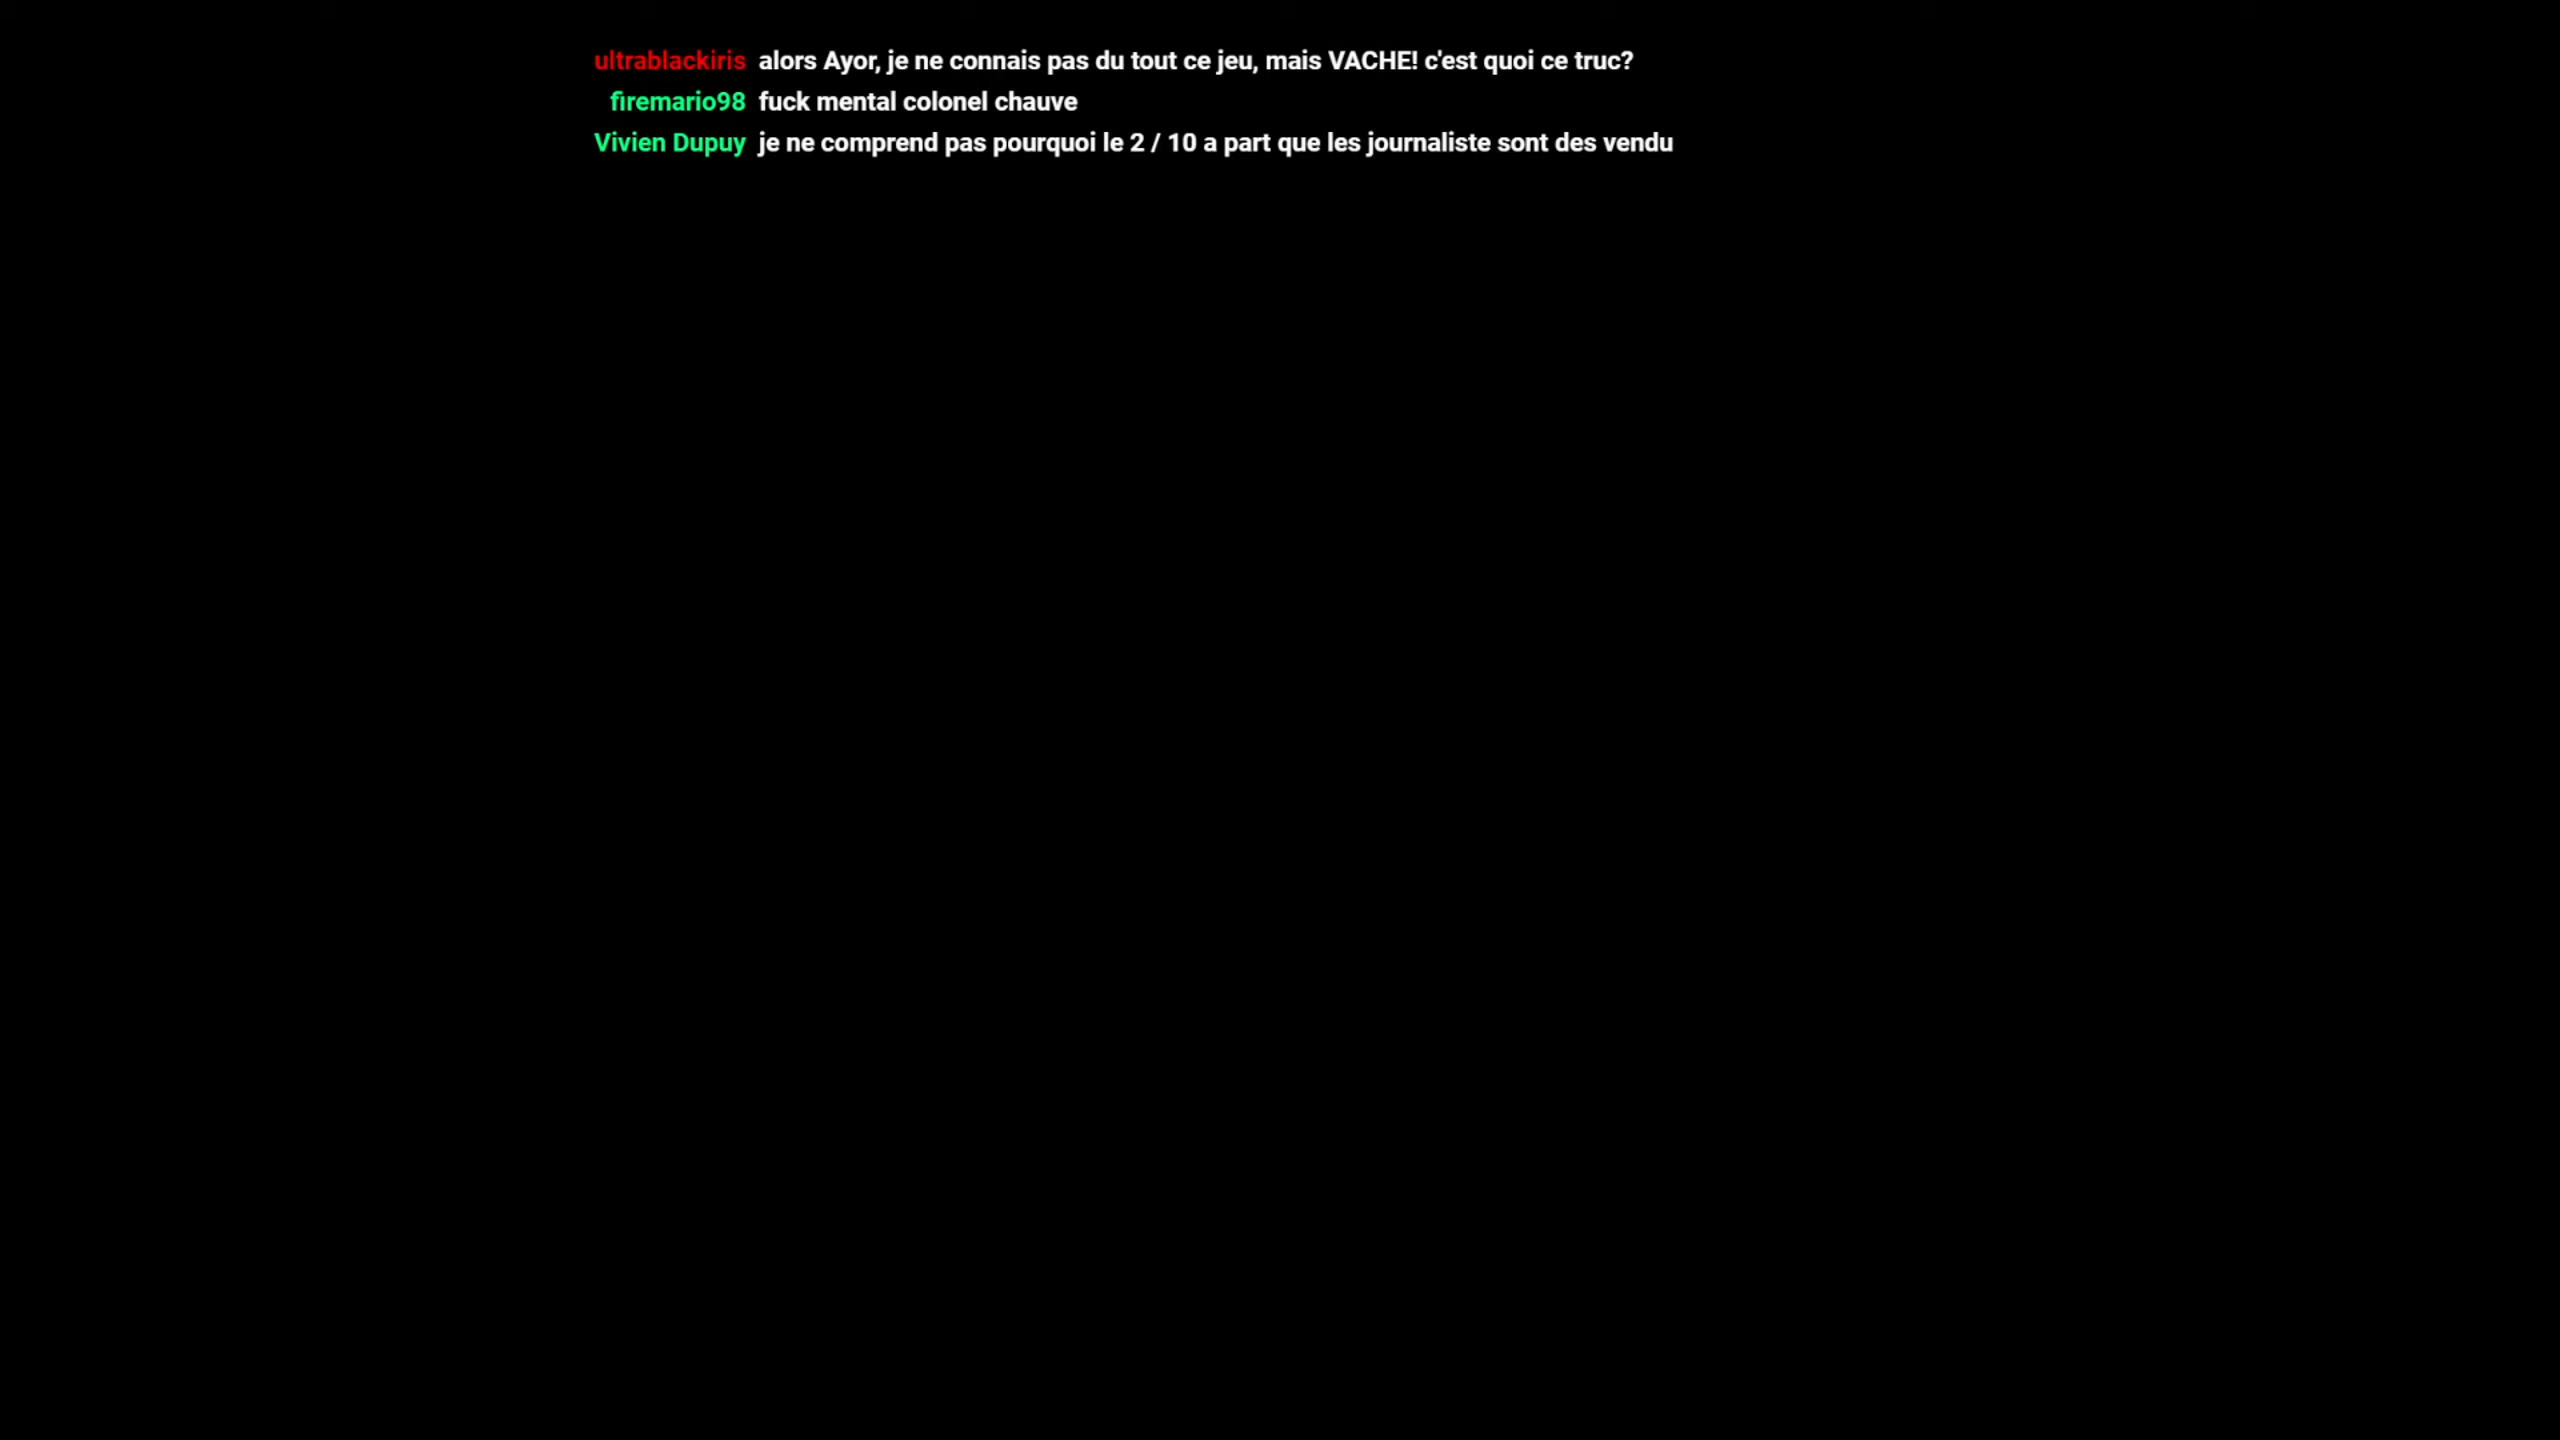 ultrablackiris alors Ayor, je ne connais pas du tout ce jeu, mais VACHE! c'est quoi ce truc?
firemario98 fuck mental colonel chauve
Vivien Dupuy je ne comprend pas pourquoi le 2 / 10 a part que les journaliste sont des vendu